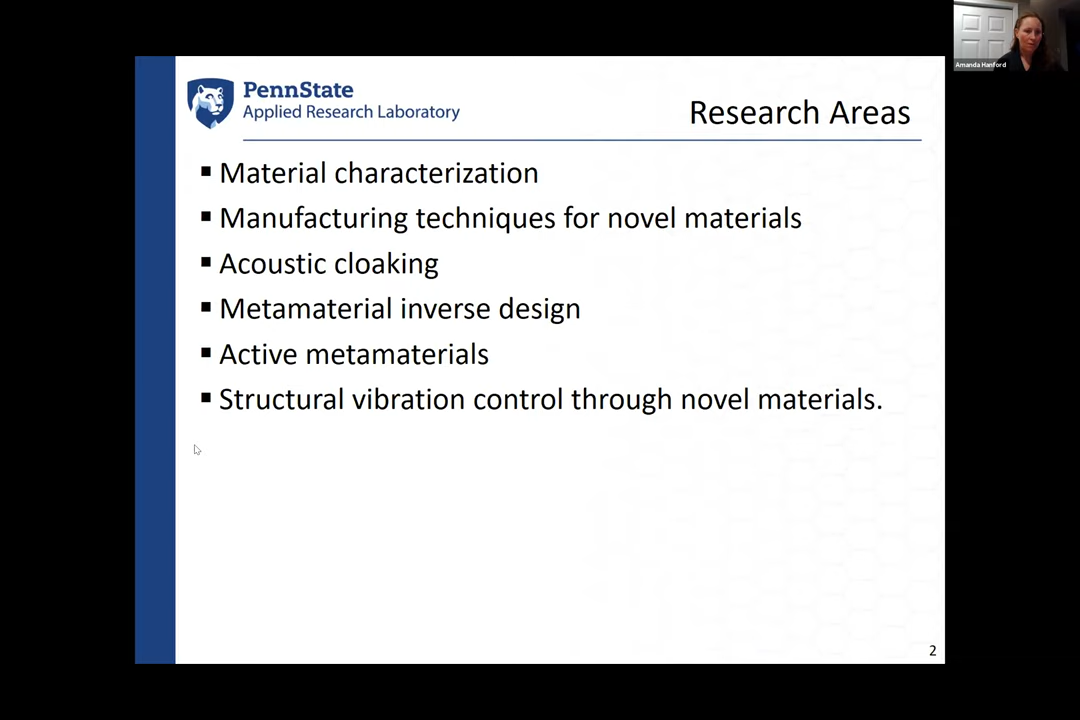 Amanda Hanford
PennState
Applied Research Laboratory
Research Areas
▪ Material characterization
▪ Manufacturing techniques for novel materials
▪ Acoustic cloaking
▪ Metamaterial inverse design
▪ Active metamaterials
▪ Structural vibration control through novel materials.
2